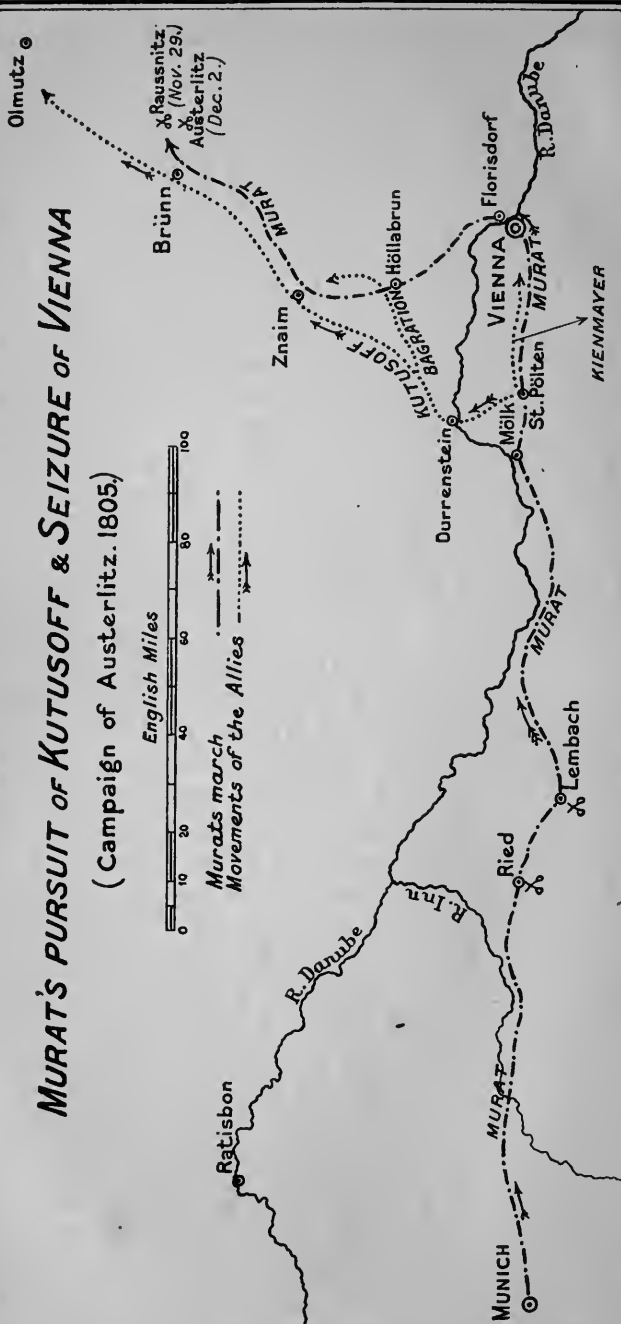 MURAT'S PURSUIT OF KUTUSOFF & SEIZURE OF VIENNA
(Campaign of Austerlitz. 1805.)
English Miles
0 10 20 40 60 80 100
Murats march
Movements of the Allies
Olmutz
Raussnitz
(Nov. 29.)
Austerlitz
(Dec. 2.)
Brünn
MURAT
Znaim
Höllabrun
KUTUSOFF
BAGRATION
Florisdorf
R. Danube
VIENNA
MURAT
KIENMAYER
Durrenstein
St. Pölten
Mölk
MURAT
Lembach
Ried
R. Inn
R. Danube
Ratisbon
MURAT
MUNICH